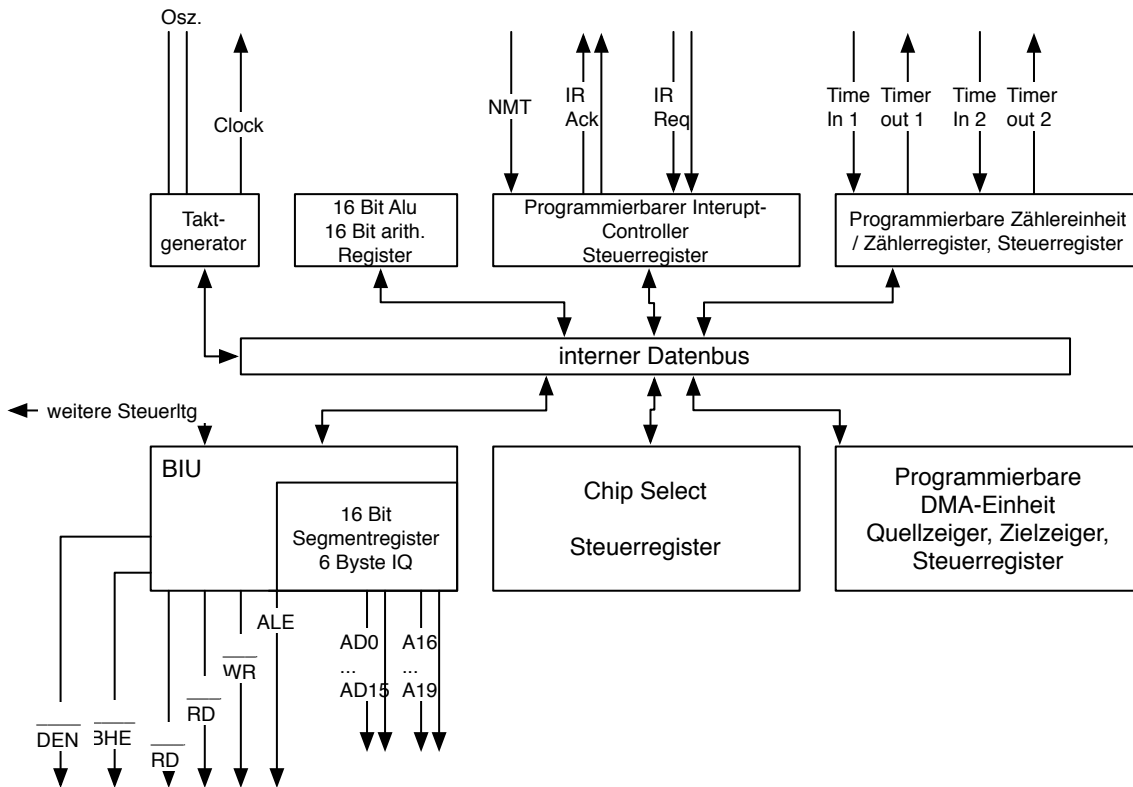 Osz.
Clock
NMT
IR
Ack
IR
Req
Time
In 1
Timer
out 1
Time
In 2
Timer
out 2
Takt-
generator
16 Bit Alu
16 Bit arith.
Register
Programmierbarer Interupt-
Controller
Steuerregister
Programmierbare Zählereinheit
/ Zählerregister, Steuerregister
interner Datenbus
weitere Steuerltg
BIU
16 Bit
Segmentregister
6 Byste IQ
Chip Select
Steuerregister
Programmierbare
DMA-Einheit
Quellzeiger, Zielzeiger,
Steuerregister
DEN
BHE
RD
RD
WR
ALE
AD0
...
AD15
A16
...
A19